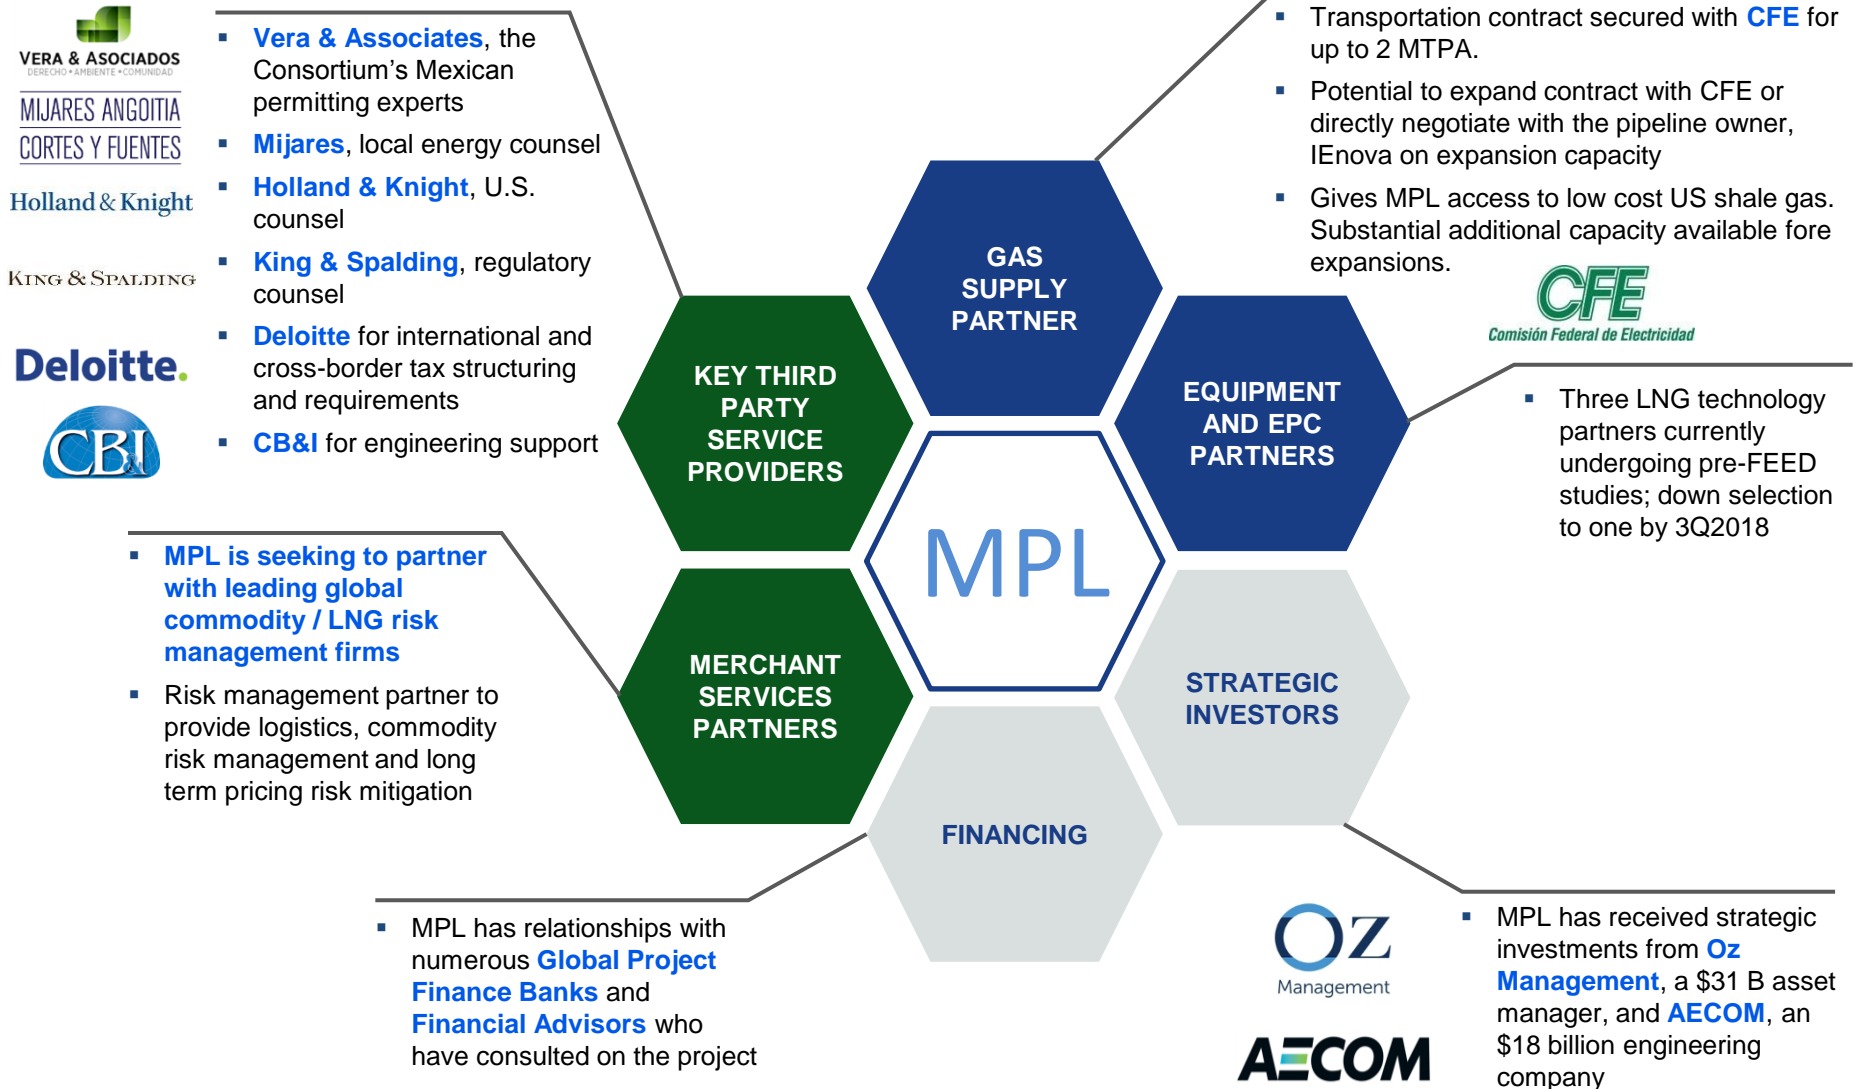 VERA & ASOCIADOS
DERECHO • AMBIENTE • COMUNIDAD
MIJARES ANGOITIA
CORTES Y FUENTES
Holland & Knight
KING & SPALDING
Deloitte.
CB&I
▪ Vera & Associates, the
Consortium’s Mexican
permitting experts
▪ Mijares, local energy counsel
▪ Holland & Knight, U.S.
counsel
▪ King & Spalding, regulatory
counsel
▪ Deloitte for international and
cross-border tax structuring
and requirements
▪ CB&I for engineering support
▪ Transportation contract secured with CFE for
up to 2 MTPA.
▪ Potential to expand contract with CFE or
directly negotiate with the pipeline owner,
IEnova on expansion capacity
▪ Gives MPL access to low cost US shale gas.
Substantial additional capacity available fore
expansions.
CFE
Comisión Federal de Electricidad
GAS
SUPPLY
PARTNER
KEY THIRD
PARTY
SERVICE
PROVIDERS
EQUIPMENT
AND EPC
PARTNERS
▪ Three LNG technology
partners currently
undergoing pre-FEED
studies; down selection
to one by 3Q2018
MPL
▪ MPL is seeking to partner
with leading global
commodity / LNG risk
management firms
▪ Risk management partner to
provide logistics, commodity
risk management and long
term pricing risk mitigation
MERCHANT
SERVICES
PARTNERS
STRATEGIC
INVESTORS
FINANCING
▪ MPL has relationships with
numerous Global Project
Finance Banks and
Financial Advisors who
have consulted on the project
OZ
Management
AECOM
▪ MPL has received strategic
investments from Oz
Management, a $31 B asset
manager, and AECOM, an
$18 billion engineering
company